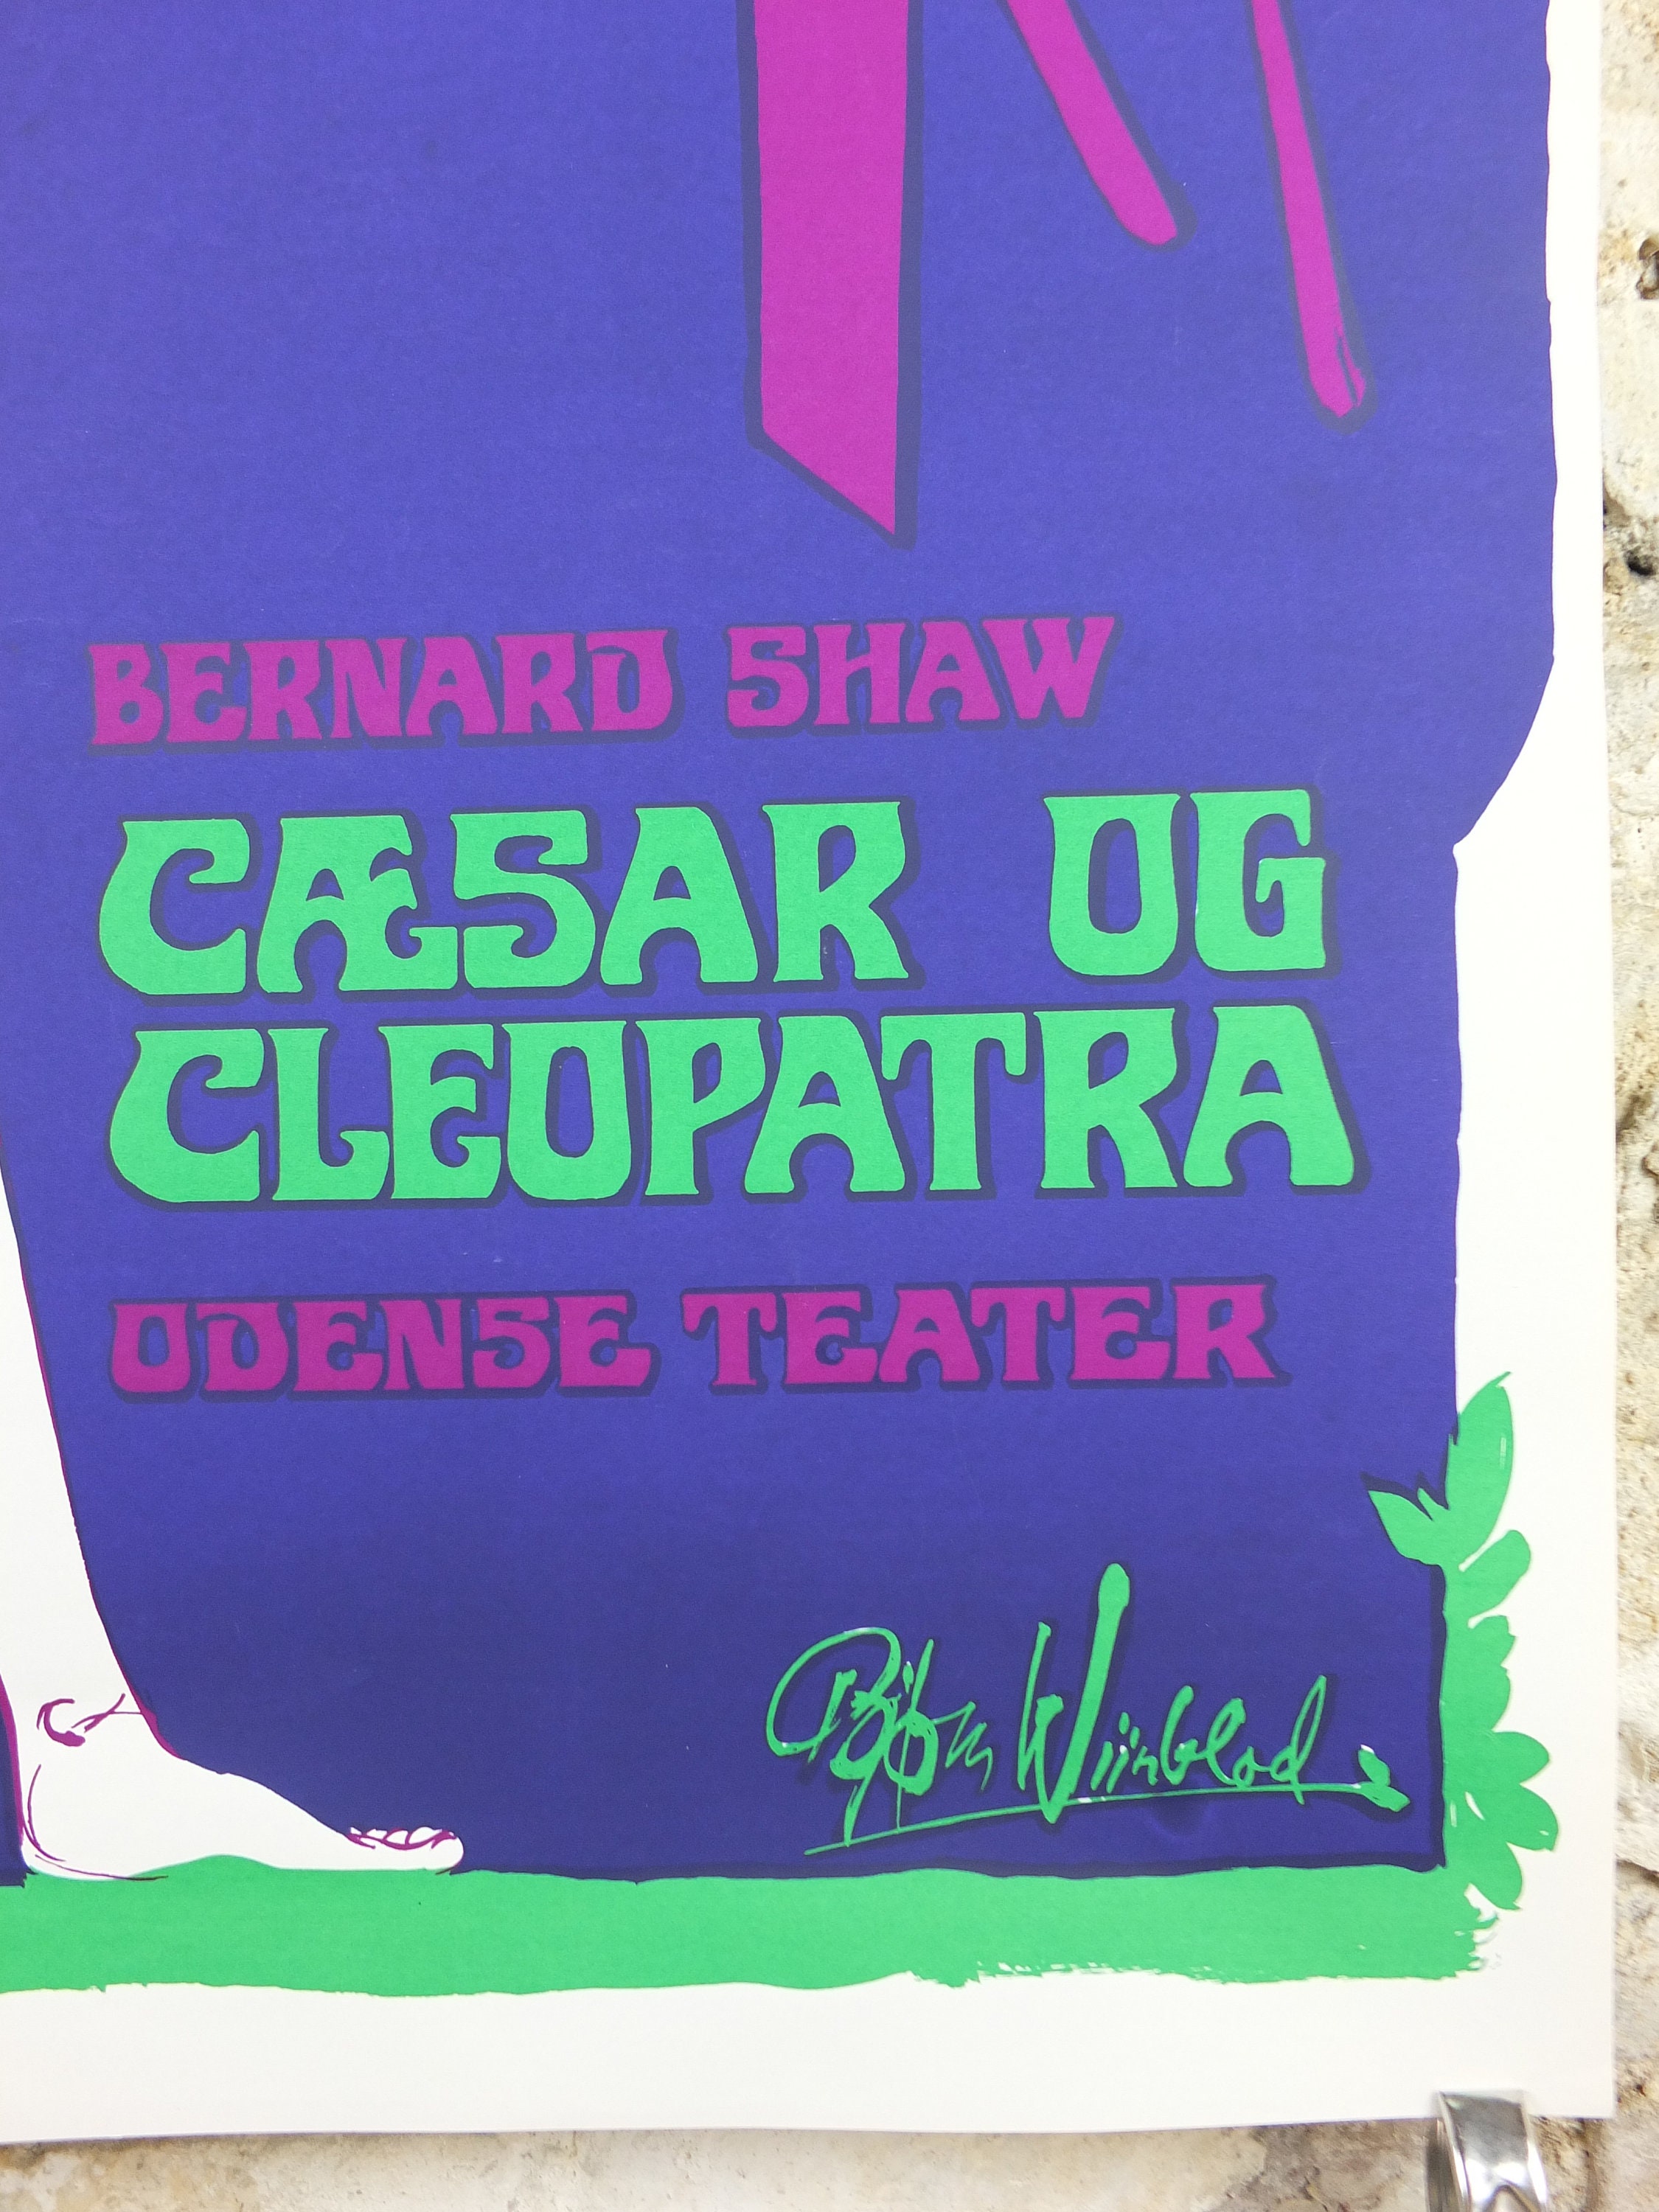 BERNARD SHAW
CÆSAR OG
CLEOPATRA
ODENSE TEATER
Bjørn Wiinblad